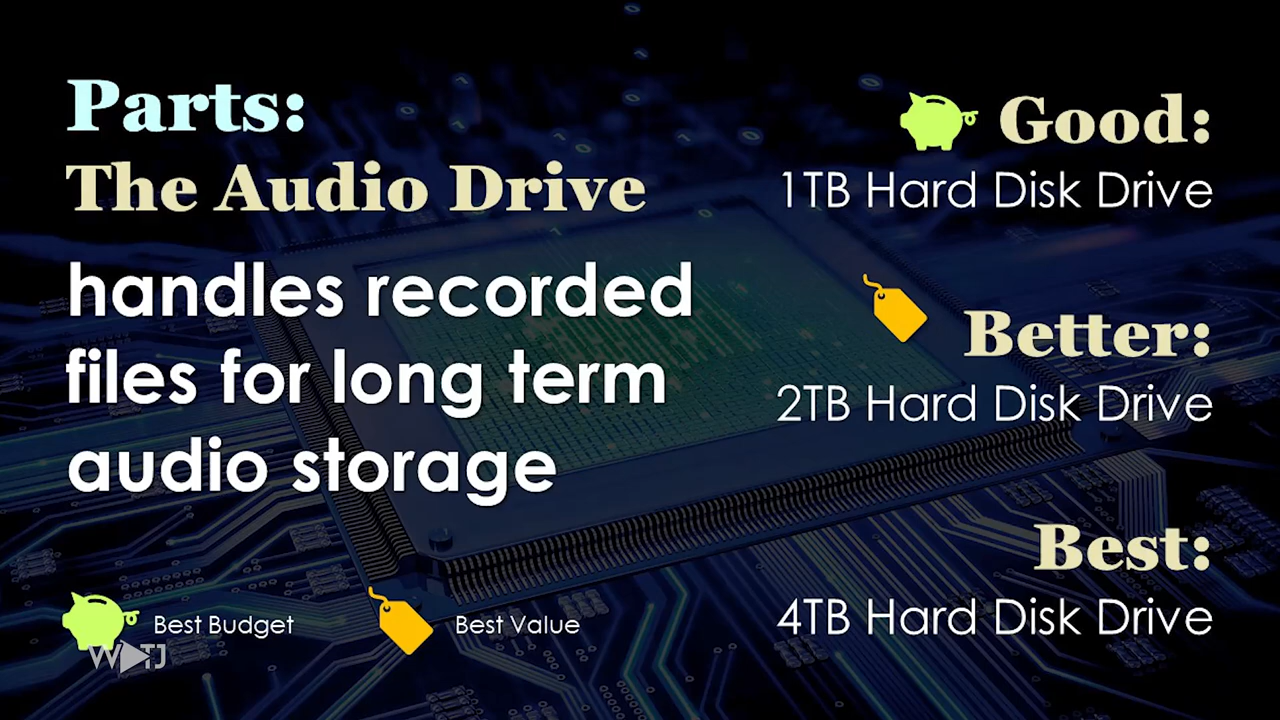 Parts:
The Audio Drive
handles recorded
files for long term
audio storage
Good:
1TB Hard Disk Drive
Better:
2TB Hard Disk Drive
Best:
4TB Hard Disk Drive
Best Budget
Best Value